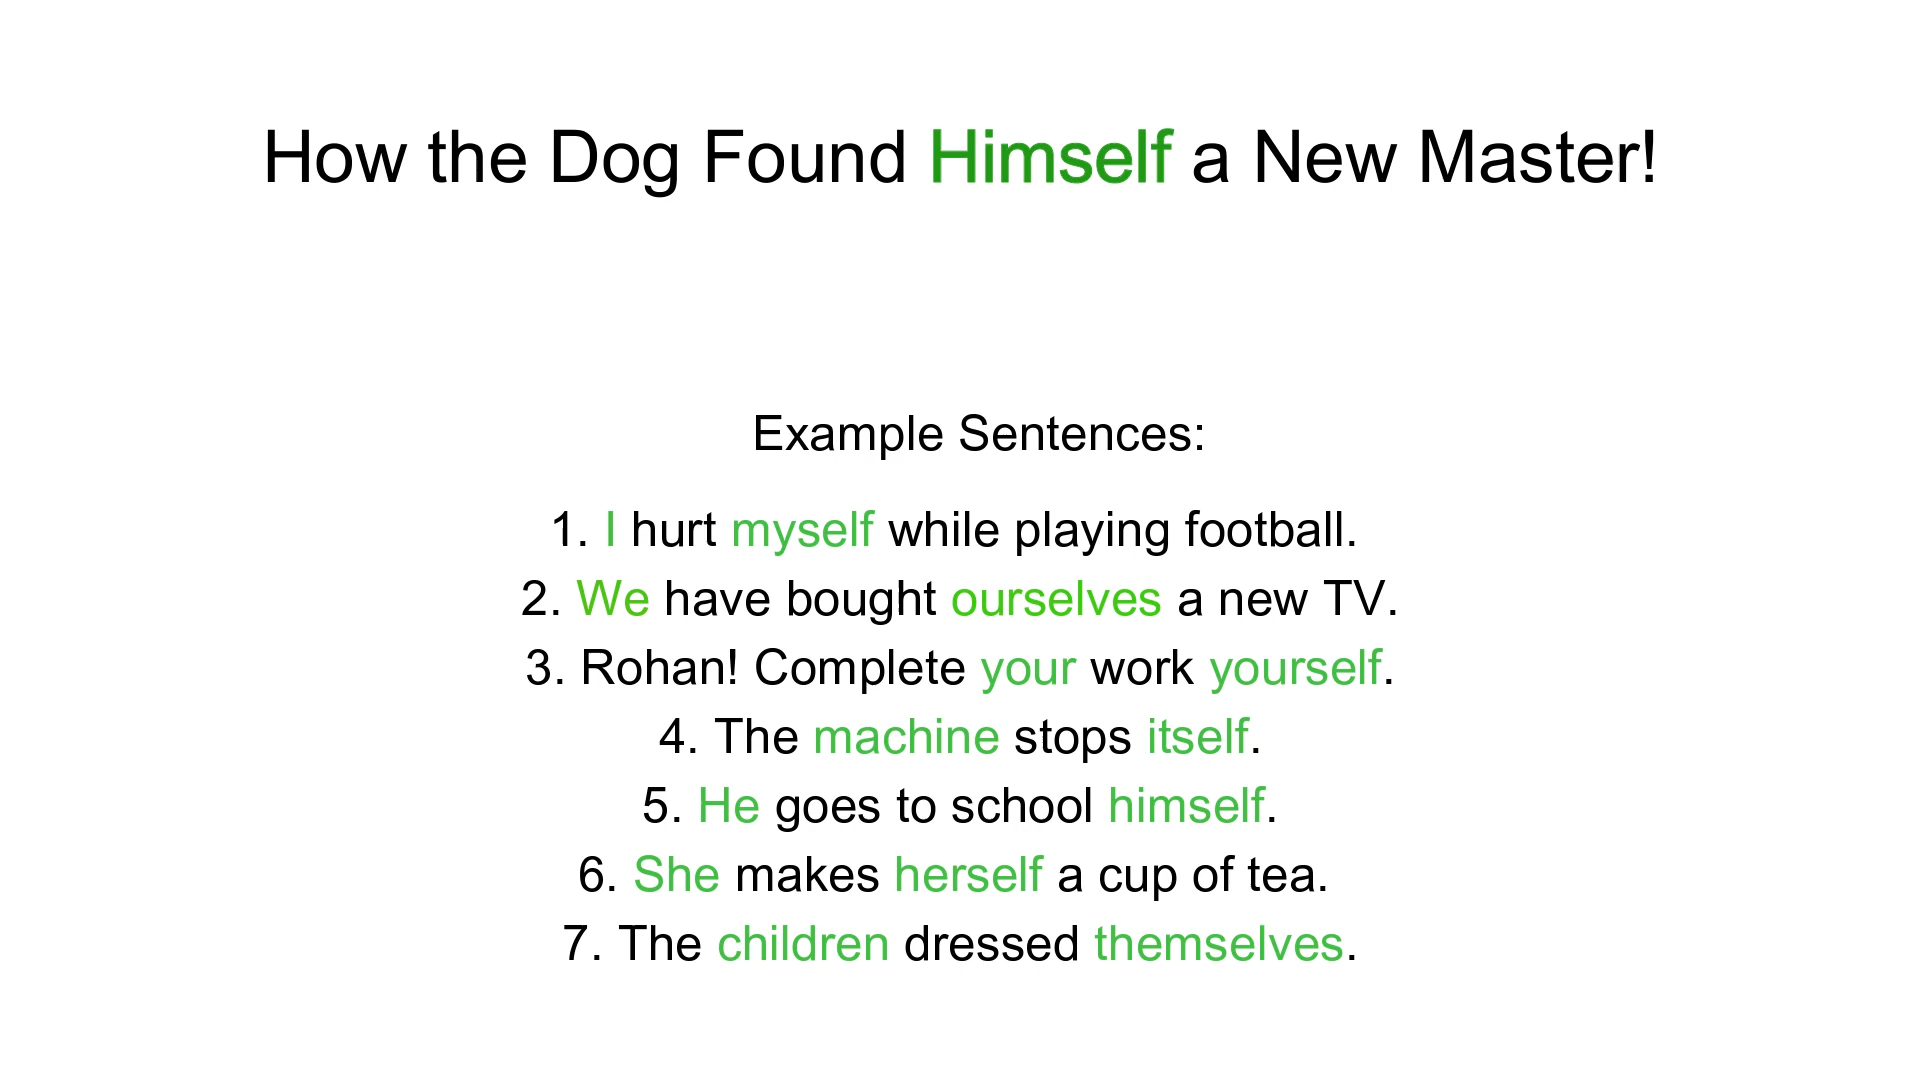 How the Dog Found Himself a New Master!
Example Sentences:
1. I hurt myself while playing football.
2. We have bought ourselves a new TV.
3. Rohan! Complete your work yourself.
4. The machine stops itself.
5. He goes to school himself.
6. She makes herself a cup of tea.
7. The children dressed themselves.